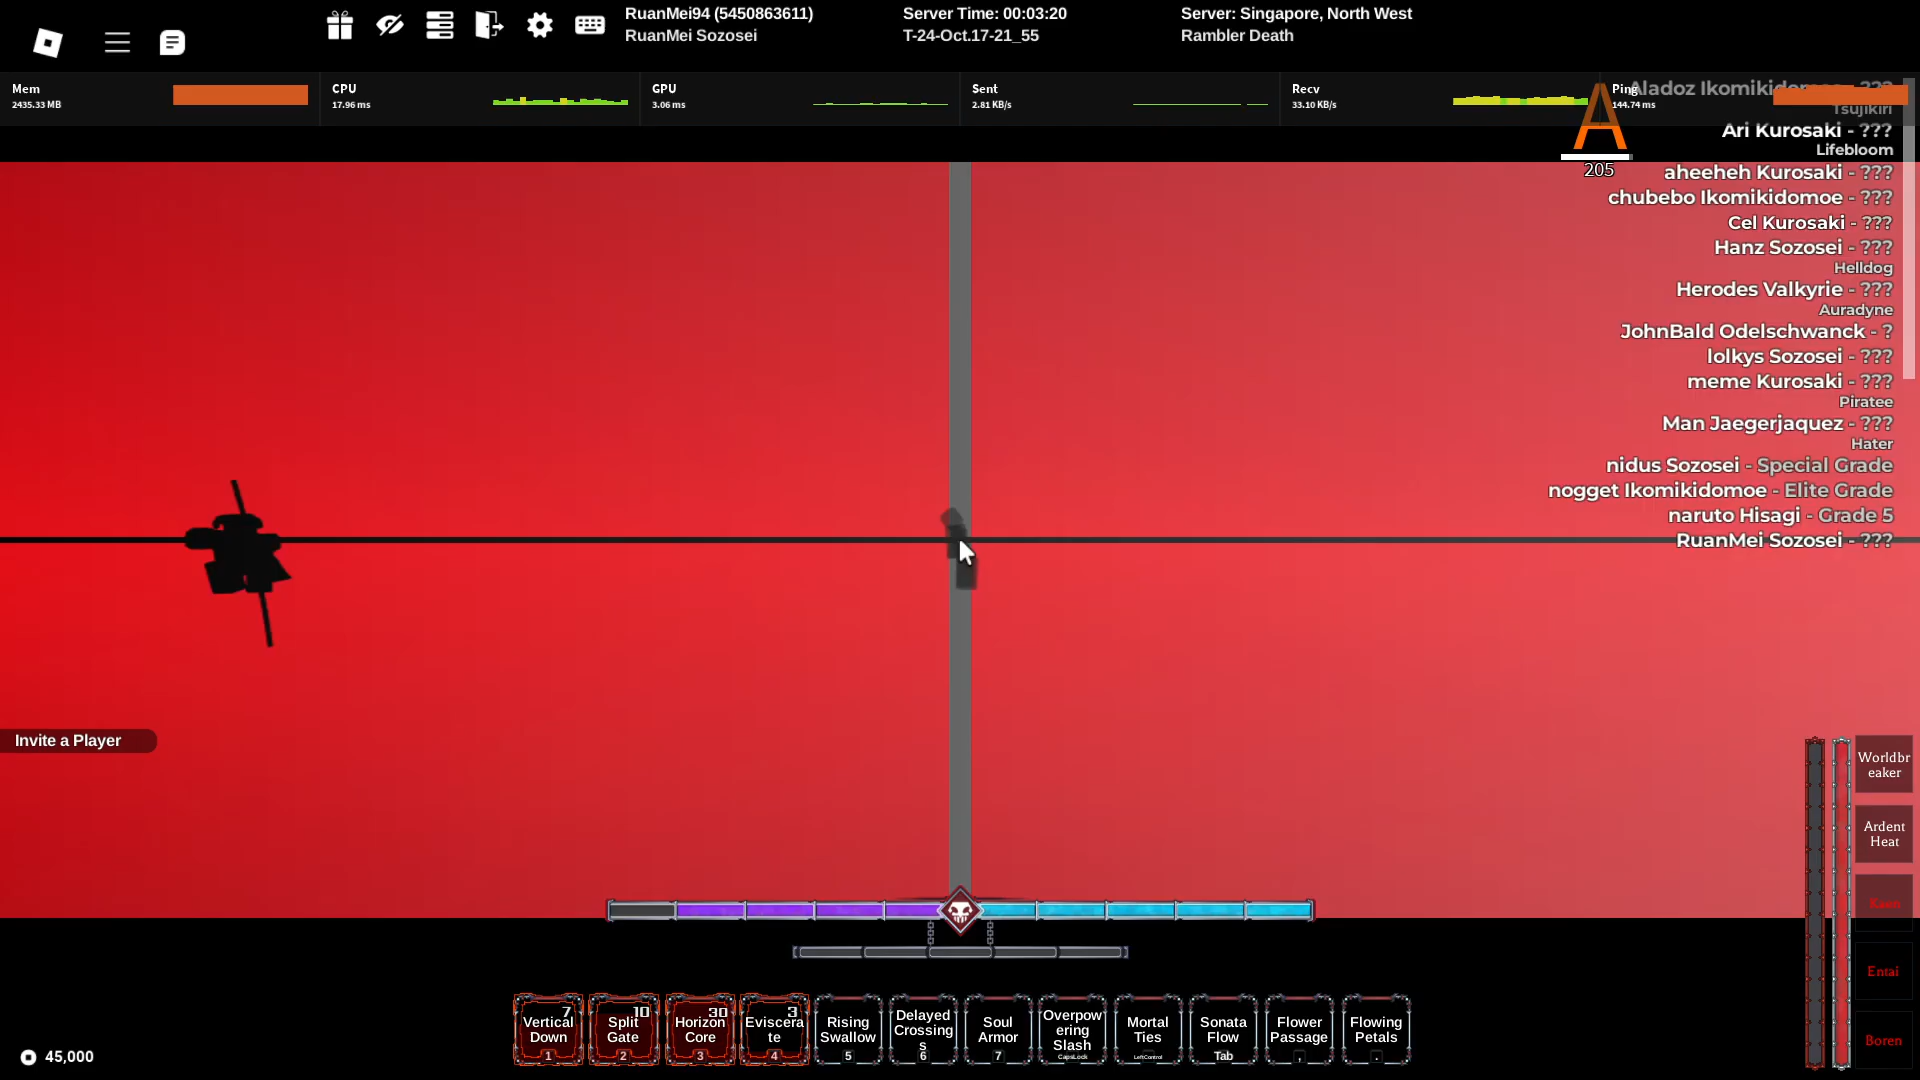 RuanMei94 (5450863611)
RuanMei Sozosei
Server Time: 00:03:20
T-24-Oct.17-21_55
Server: Singapore, North West
Rambler Death
Mem
2435.33 MB
CPU
17.96 ms
GPU
3.06 ms
Sent
2.81 KB/s
Recv
33.10 KB/s
Ping
144.74 ms
A
205
Aladoz Ikomikidomoe - ???
Tsujikiri
Ari Kurosaki - ???
Lifebloom
aheeheh Kurosaki - ???
chubebo Ikomikidomoe - ???
Cel Kurosaki - ???
Hanz Sozosei - ???
Helldog
Herodes Valkyrie - ???
Auradyne
JohnBald Odelschwanck - ?
lolkys Sozosei - ???
meme Kurosaki - ???
Piratee
Man Jaegerjaquez - ???
Hater
nidus Sozosei - Special Grade
nogget Ikomikidomoe - Elite Grade
naruto Hisagi - Grade 5
RuanMei Sozosei - ???
Invite a Player
Worldbr
eaker
Ardent
Heat
Kaen
Entai
Boren
7
Vertical
Down
1
10
Split
Gate
2
30
Horizon
Core
3
3
Eviscera
te
4
Rising
Swallow
5
Delayed
Crossing
s
6
Soul
Armor
7
Overpow
ering
Slash
CapsLock
Mortal
Ties
LeftControl
Sonata
Flow
Tab
Flower
Passage
,
Flowing
Petals
.
45,000